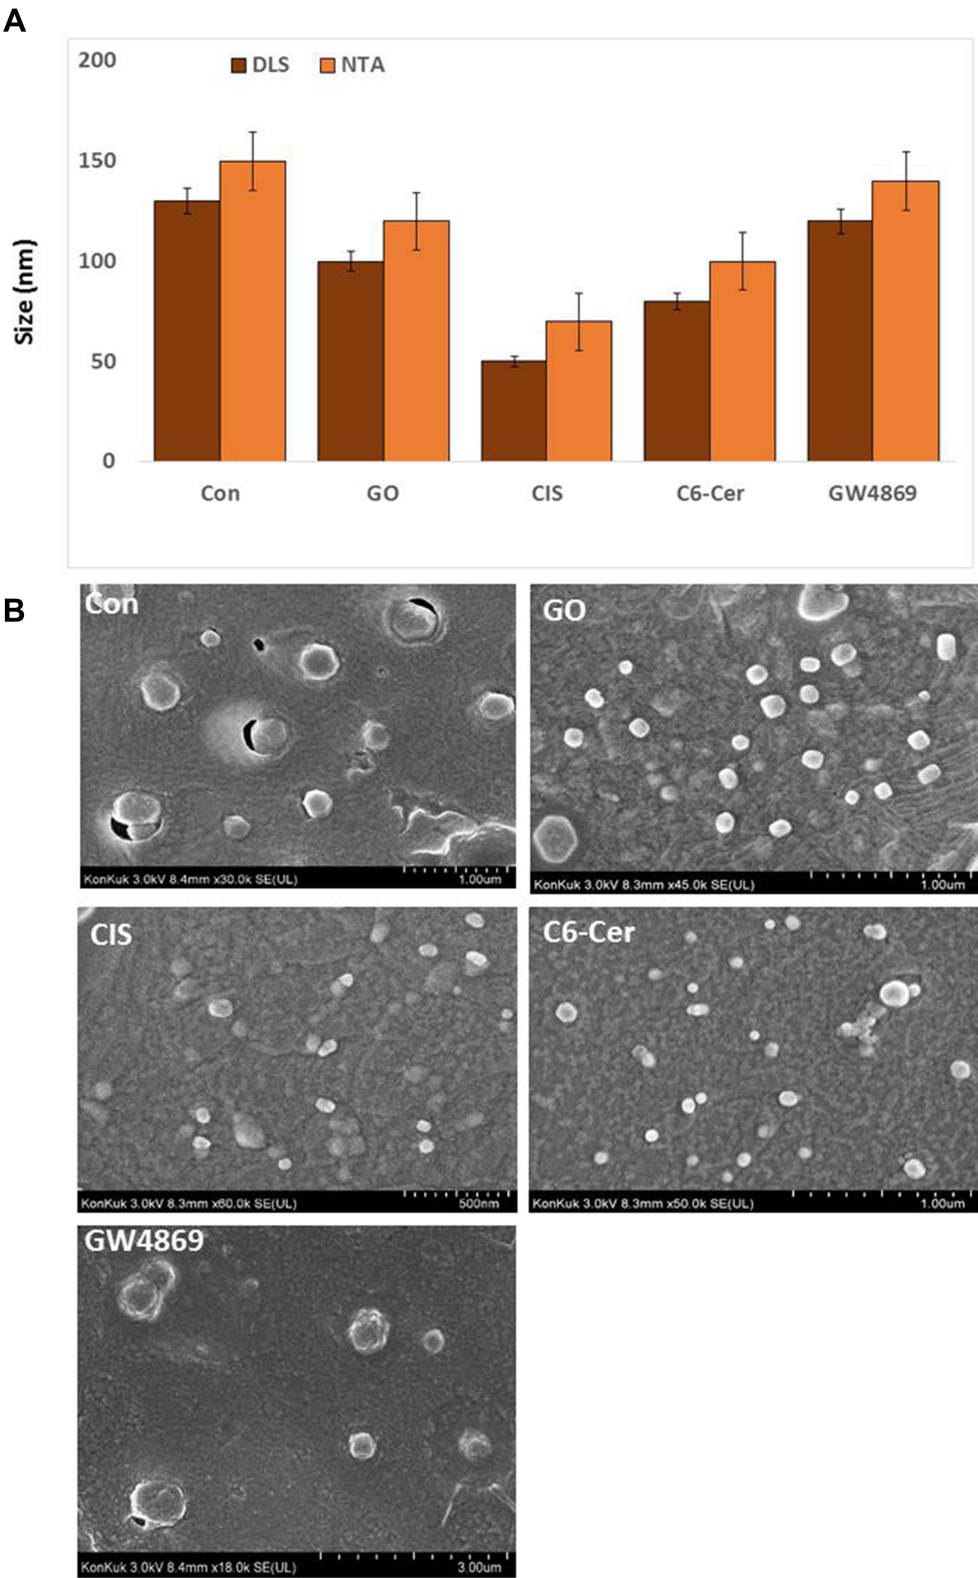 A
200
DLS NTA
150
100
50
0
Size (nm)
Con GO CIS C6-Cer GW4869
B
Con
KonKuk 3.0kV 8.4mm x30.0k SE(UL) 1.00um
GO
KonKuk 3.0kV 8.3mm x45.0k SE(UL) 1.00um
CIS
KonKuk 3.0kV 8.3mm x60.0k SE(UL) 500nm
C6-Cer
KonKuk 3.0kV 8.3mm x50.0k SE(UL) 1.00um
GW4869
KonKuk 3.0kV 8.4mm x18.0k SE(UL) 3.00um